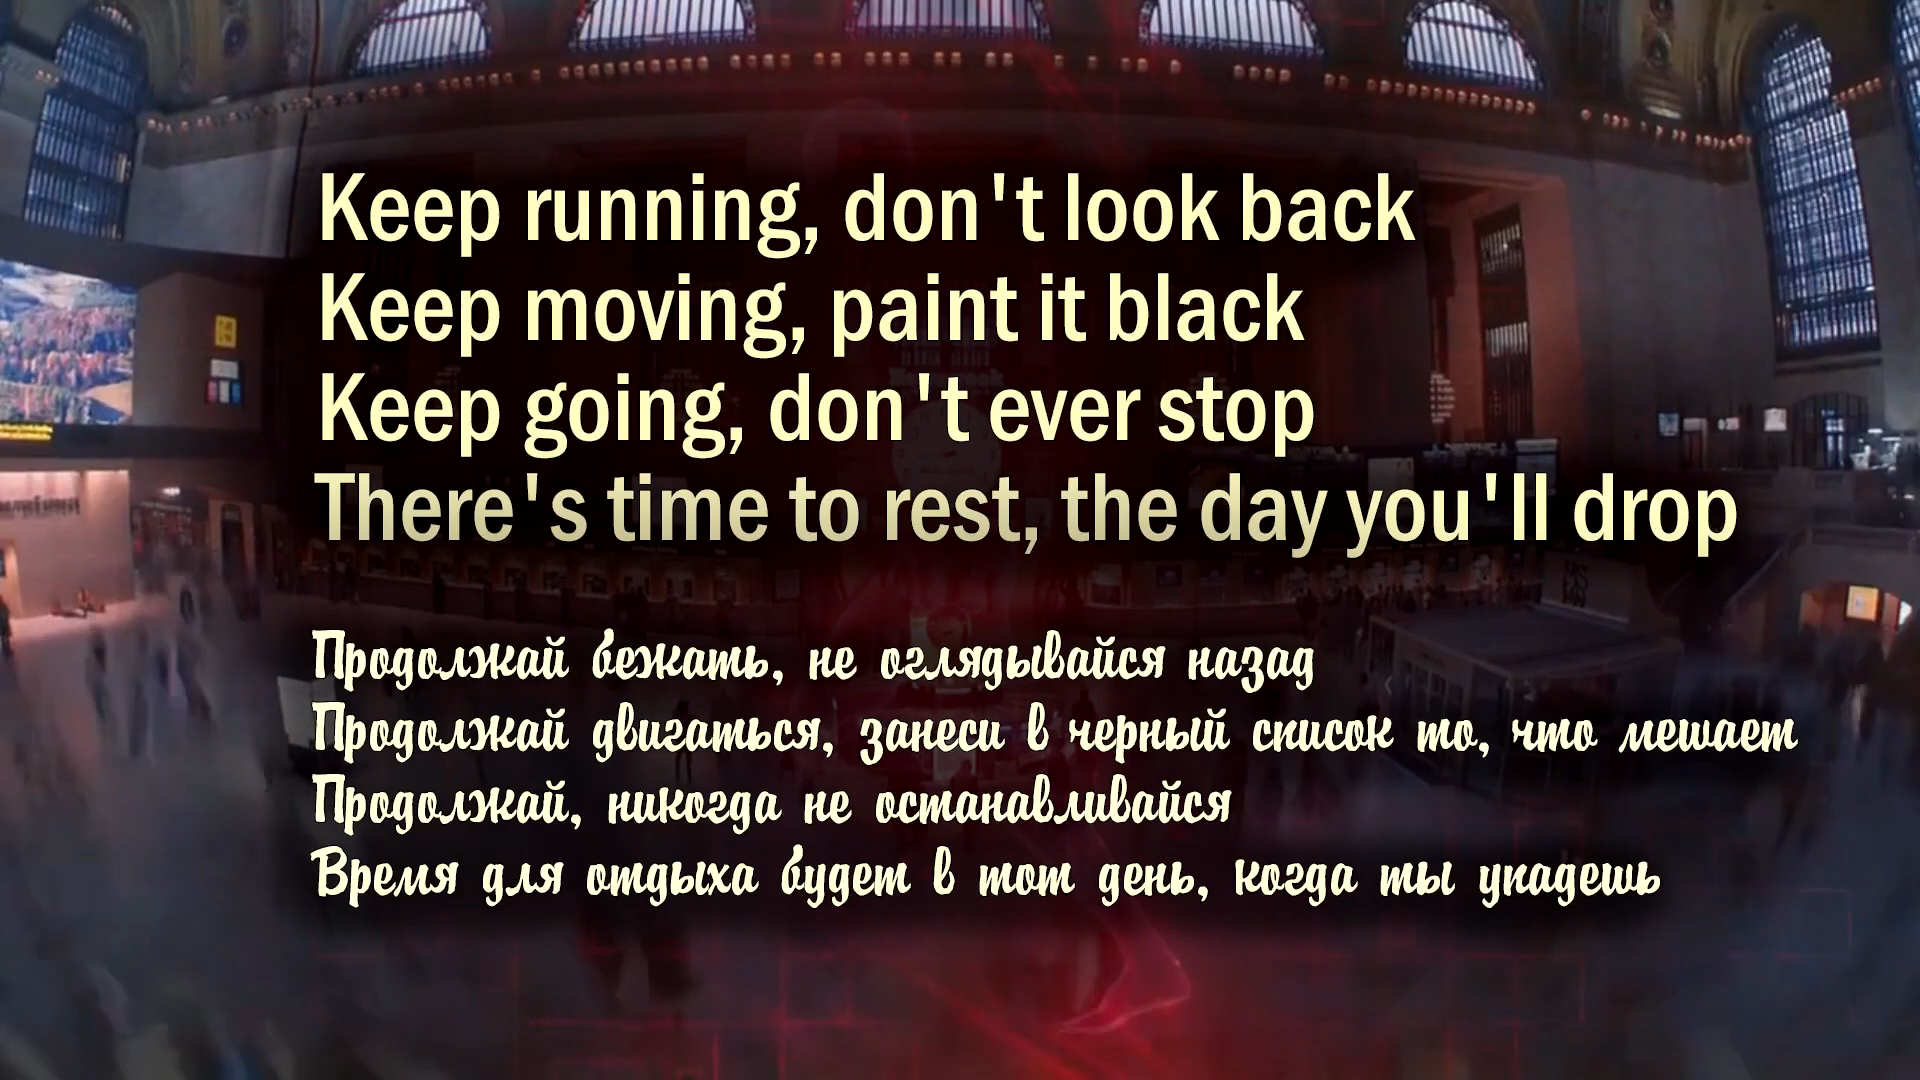 Keep running, don't look back
Keep moving, paint it black
Keep going, don't ever stop
There's time to rest, the day you'll drop
Продолжай бежать, не оглядывайся назад
Продолжай двигаться, занеси в черный список то, что мешает
Продолжай, никогда не останавливайся
Время для отдыха будет в тот день, когда ты упадешь